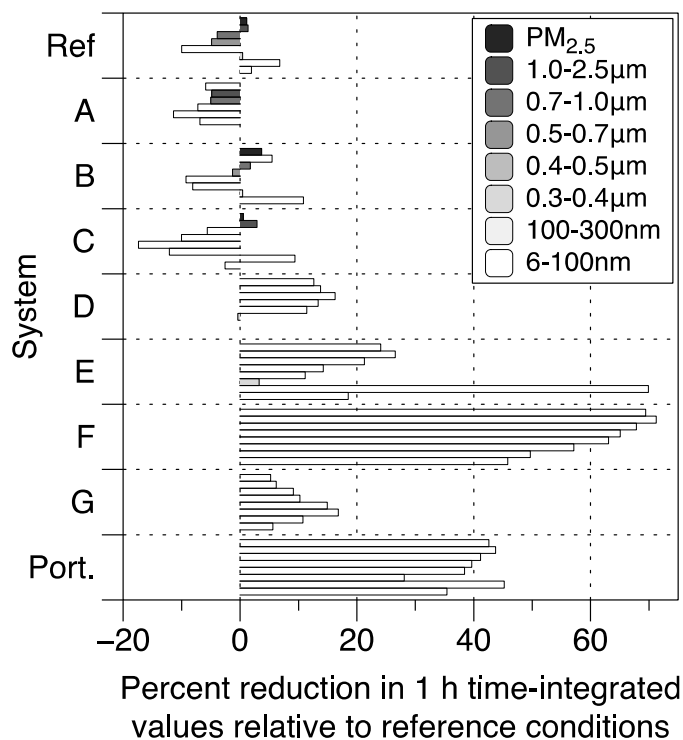 Ref
A
B
C
D
E
F
G
Port.
System
PM2.5
1.0-2.5μm
0.7-1.0μm
0.5-0.7μm
0.4-0.5μm
0.3-0.4μm
100-300nm
6-100nm
−20 0 20 40 60
Percent reduction in 1 h time-integrated
values relative to reference conditions